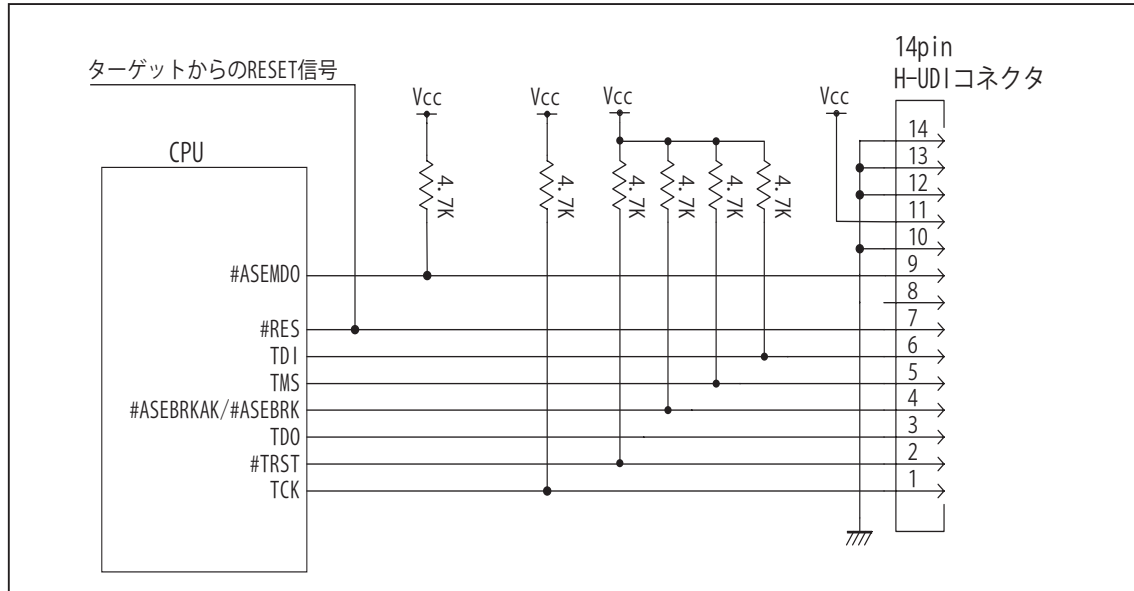 14pin
H-UDIコネクタ
ターゲットからのRESET信号
Vcc
Vcc
Vcc
Vcc
CPU
4.7K
4.7K
4.7K
4.7K
4.7K
4.7K
14
13
12
11
10
#ASEMD0
9
8
#RES
7
TDI
6
TMS
5
#ASEBRKAK/#ASEBRK
4
TDO
3
#TRST
2
TCK
1